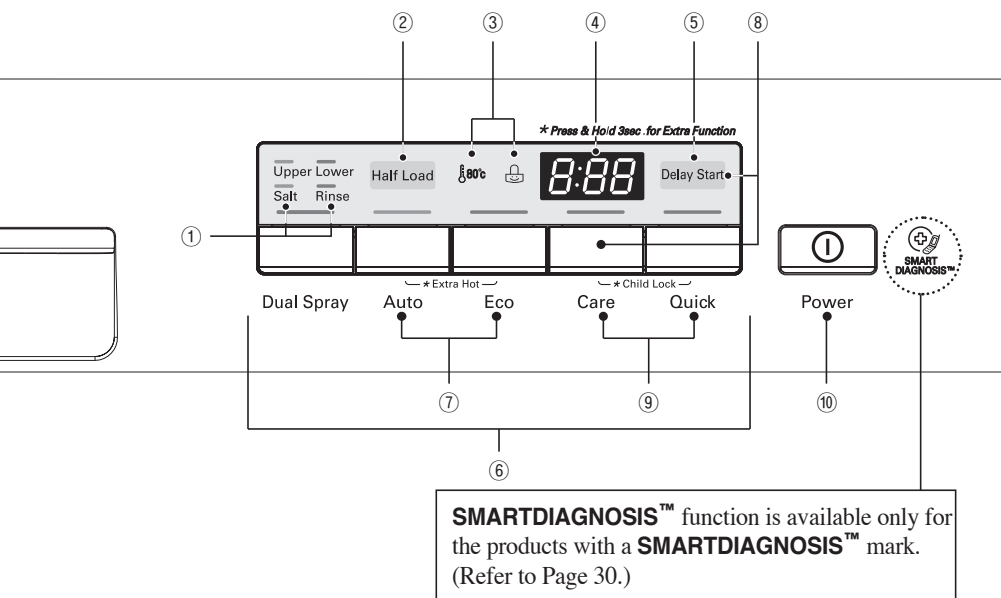 ② ③ ④ ⑤ ⑧
* Press & Hold 3sec .for Extra Function
Upper Lower
Salt Rinse
Half Load
80°c
8:88
Delay Start
①
* Extra Hot
* Child Lock
Dual Spray Auto Eco Care Quick Power
SMART
DIAGNOSIS™
⑦ ⑨ ⑩
⑥
SMARTDIAGNOSIS™ function is available only for
the products with a SMARTDIAGNOSIS™ mark.
(Refer to Page 30.)